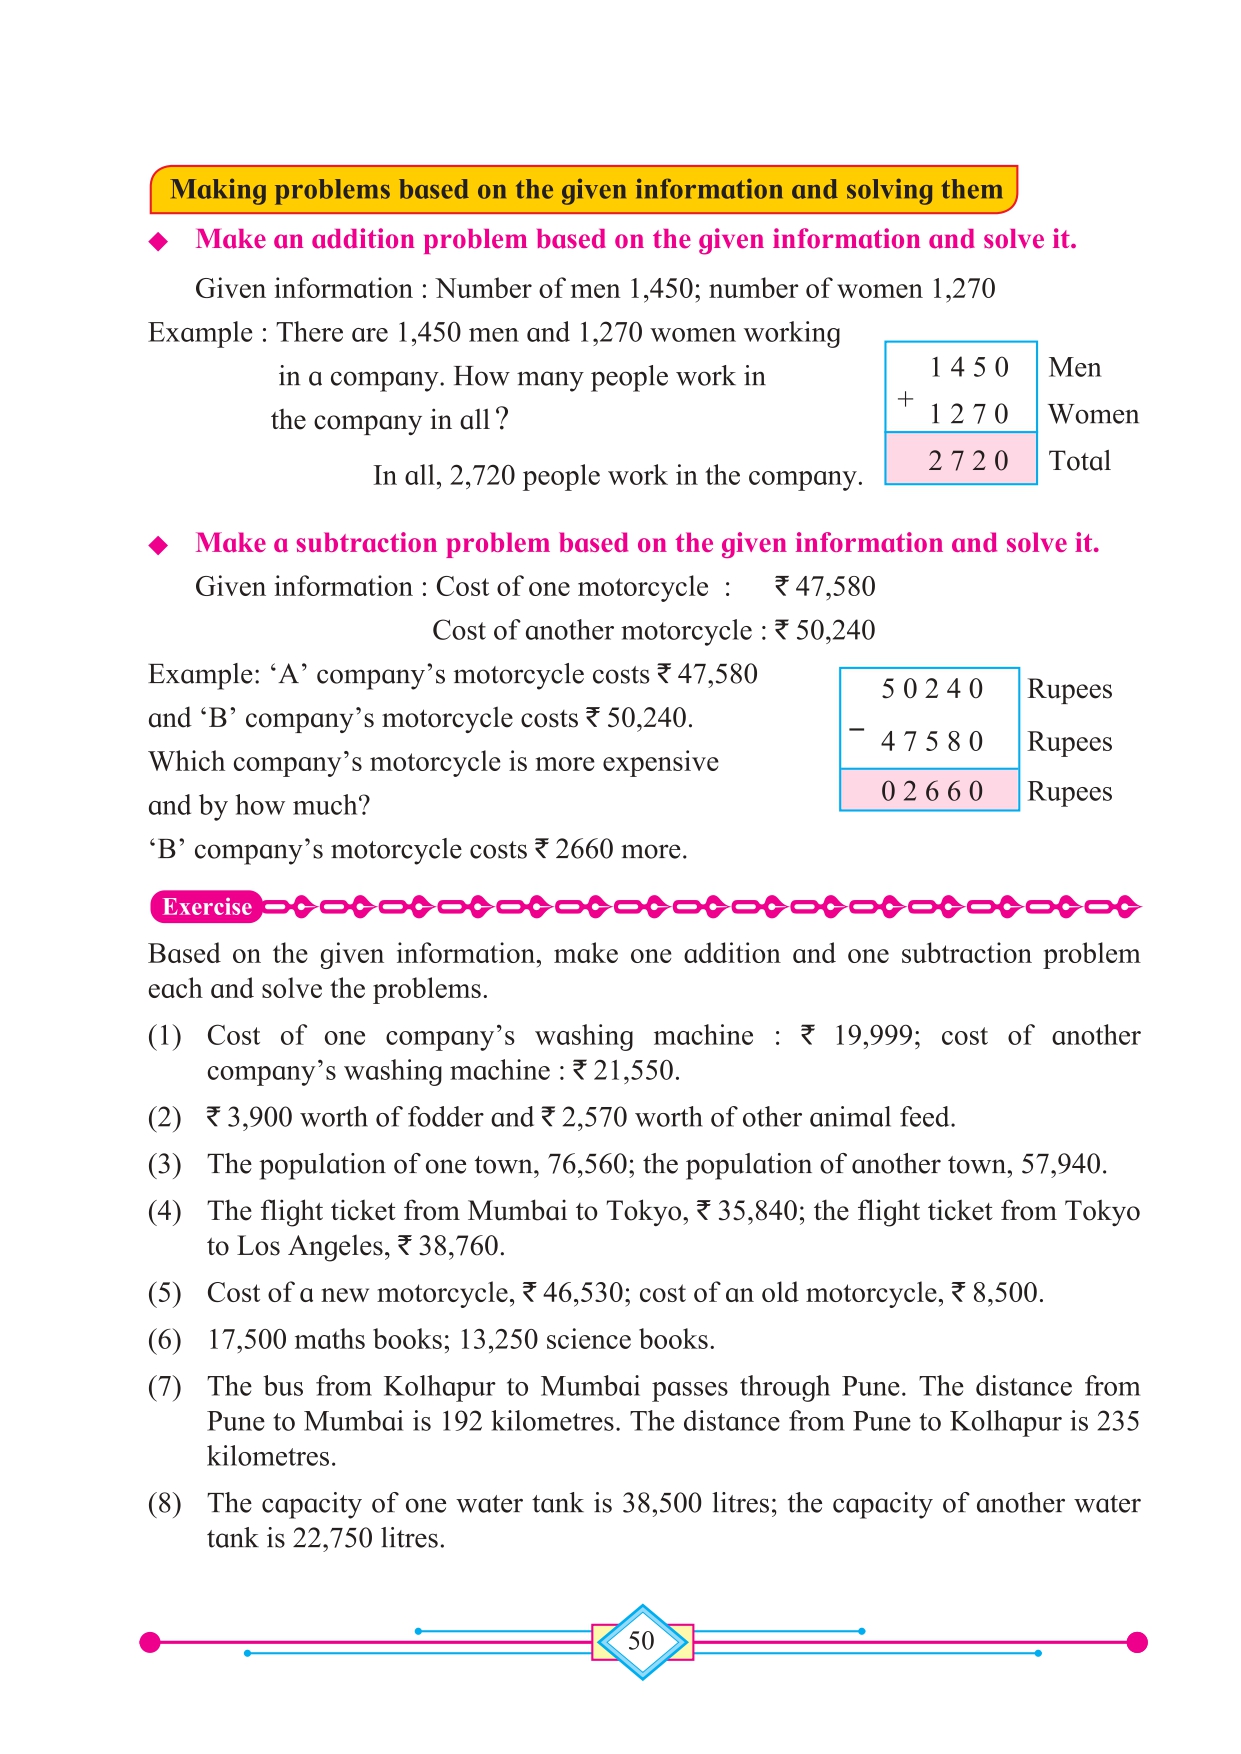 Making problems based on the given information and solving them
◆ Make an addition problem based on the given information and solve it.
Given information : Number of men 1,450; number of women 1,270
Example : There are 1,450 men and 1,270 women working
in a company. How many people work in
the company in all?
In all, 2,720 people work in the company.
1 4 5 0 Men
+
1 2 7 0 Women
2 7 2 0 Total
◆ Make a subtraction problem based on the given information and solve it.
Given information : Cost of one motorcycle : ₹ 47,580
Cost of another motorcycle : ₹ 50,240
Example: ‘A’ company’s motorcycle costs ₹ 47,580
and ‘B’ company’s motorcycle costs ₹ 50,240.
Which company’s motorcycle is more expensive
and by how much?
‘B’ company’s motorcycle costs ₹ 2660 more.
5 0 2 4 0 Rupees
−
4 7 5 8 0 Rupees
0 2 6 6 0 Rupees
Exercise
Based on the given information, make one addition and one subtraction problem
each and solve the problems.
(1) Cost of one company’s washing machine : ₹ 19,999; cost of another
company’s washing machine : ₹ 21,550.
(2) ₹ 3,900 worth of fodder and ₹ 2,570 worth of other animal feed.
(3) The population of one town, 76,560; the population of another town, 57,940.
(4) The flight ticket from Mumbai to Tokyo, ₹ 35,840; the flight ticket from Tokyo
to Los Angeles, ₹ 38,760.
(5) Cost of a new motorcycle, ₹ 46,530; cost of an old motorcycle, ₹ 8,500.
(6) 17,500 maths books; 13,250 science books.
(7) The bus from Kolhapur to Mumbai passes through Pune. The distance from
Pune to Mumbai is 192 kilometres. The distance from Pune to Kolhapur is 235
kilometres.
(8) The capacity of one water tank is 38,500 litres; the capacity of another water
tank is 22,750 litres.
50